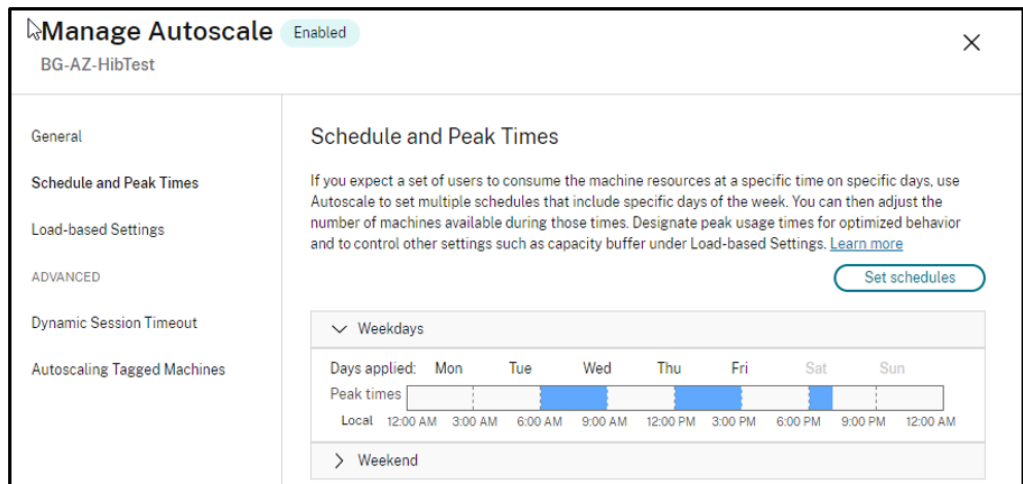 Manage Autoscale Enabled
BG-AZ-HibTest
General
Schedule and Peak Times
Load-based Settings
ADVANCED
Dynamic Session Timeout
Autoscaling Tagged Machines
Schedule and Peak Times
If you expect a set of users to consume the machine resources at a specific time on specific days, use
Autoscale to set multiple schedules that include specific days of the week. You can then adjust the
number of machines available during those times. Designate peak usage times for optimized behavior
and to control other settings such as capacity buffer under Load-based Settings. Learn more
Set schedules
Weekdays
Days applied: Mon Tue Wed Thu Fri Sat Sun
Peak times
Local 12:00 AM 3:00 AM 6:00 AM 9:00 AM 12:00 PM 3:00 PM 6:00 PM 9:00 PM 12:00 AM
Weekend